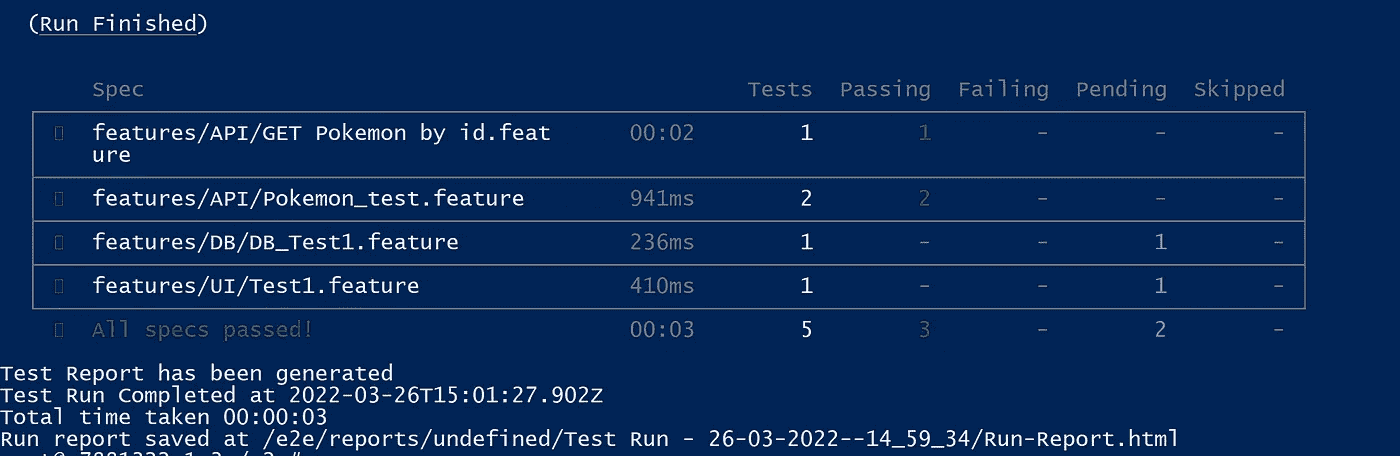 (Run Finished)
Spec Tests Passing Failing Pending Skipped
features/API/GET Pokemon by id.feat 00:02 1 1 - - -
ure
features/API/Pokemon_test.feature 941ms 2 2 - - -
features/DB/DB_Test1.feature 236ms 1 - - 1 -
features/UI/Test1.feature 410ms 1 - - 1 -
All specs passed! 00:03 5 3 - 2 -
Test Report has been generated
Test Run Completed at 2022-03-26T15:01:27.902Z
Total time taken 00:00:03
Run report saved at /e2e/reports/undefined/Test Run - 26-03-2022--14_59_34/Run-Report.html